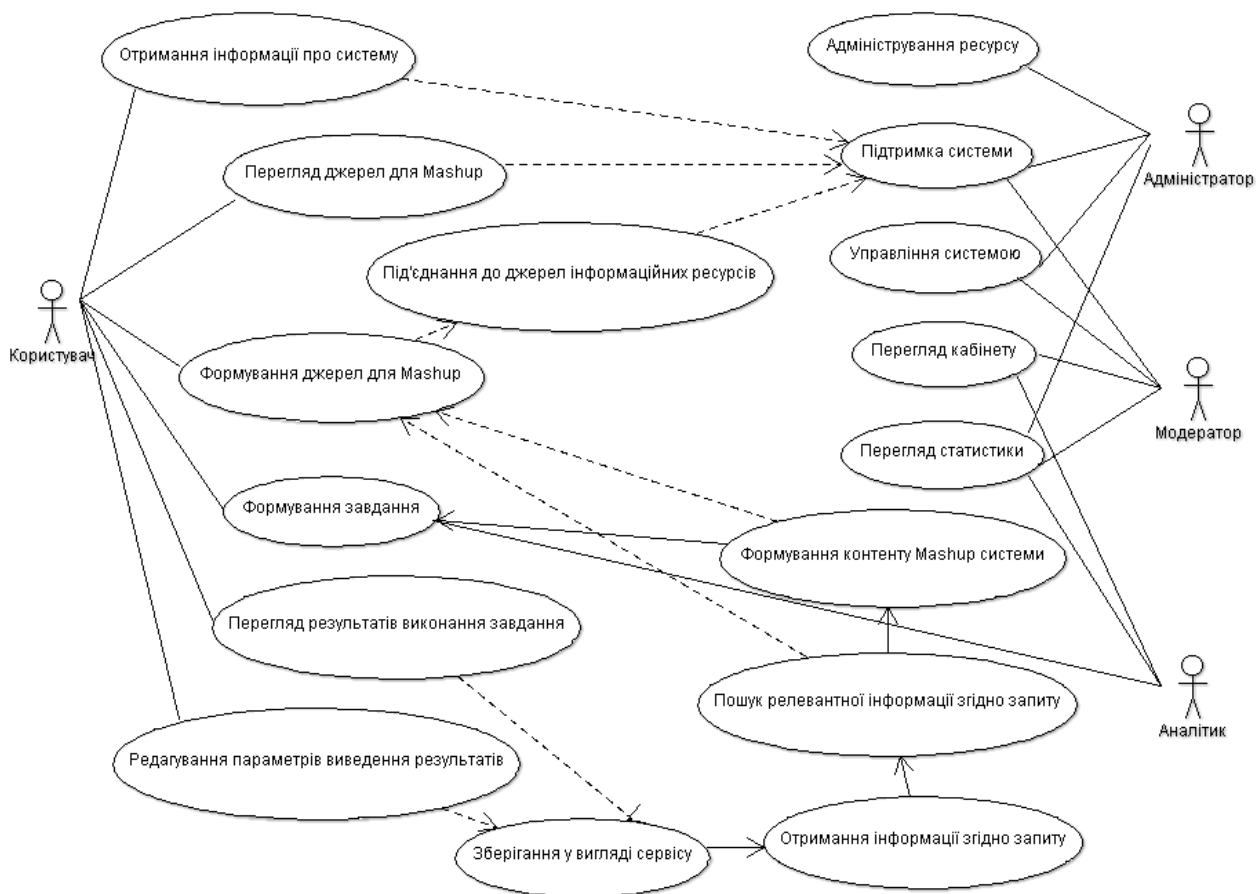 Отримання інформації про систему
Адміністрування ресурсу
Підтримка системи
Перегляд джерел для Mashup
Адміністратор
Управління системою
Під'єднання до джерел інформаційних ресурсів
Користувач
Перегляд кабінету
Формування джерел для Mashup
Модератор
Перегляд статистики
Формування завдання
Формування контенту Mashup системи
Перегляд результатів виконання завдання
Пошук релевантної інформації згідно запиту
Аналітик
Редагування параметрів виведення результатів
Отримання інформації згідно запиту
Зберігання у вигляді сервісу